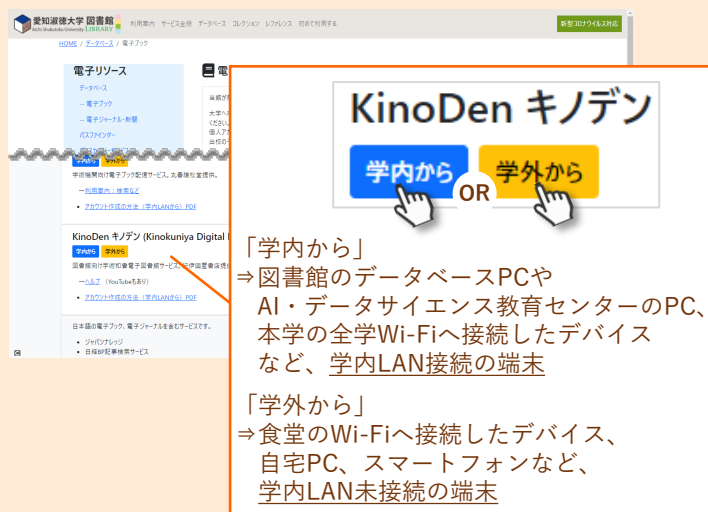 愛知淑徳大学 図書館
Aichi Shukutoku University LIBRARY
利用案内 サービス全般 データベース コレクション レファレンス 初めて利用する
新型コロナウイルス対応
HOME / データベース / 電子ブック
電子リソース
データベース
-- 電子ブック
-- 電子ジャーナル・新聞
パスファインダー
電
当館が
大学へ
ください。
個人ア
当校の
学内から 学外から
学術機関向け電子ブック配信サービス。丸善雄松堂提供。
→利用案内：検索など
• アカウント作成の方法（学内LANから）PDF
KinoDen キノデン (Kinokuniya Digital
学内から 学外から
図書館向け学術和書電子図書館サービス。紀伊國屋書店提供
→ヘルプ （YouTubeもあり）
• アカウント作成の方法（学内LANから）PDF
日本語の電子ブック、電子ジャーナルを含むサービスです。
• ジャパンナレッジ
• 日経BP記事検索サービス
KinoDen キノデン
学内から OR 学外から
「学内から」
⇒図書館のデータベースPCや
AI・データサイエンス教育センターのPC、
本学の全学Wi-Fiへ接続したデバイス
など、学内LAN接続の端末
「学外から」
⇒食堂のWi-Fiへ接続したデバイス、
自宅PC、スマートフォンなど、
学内LAN未接続の端末